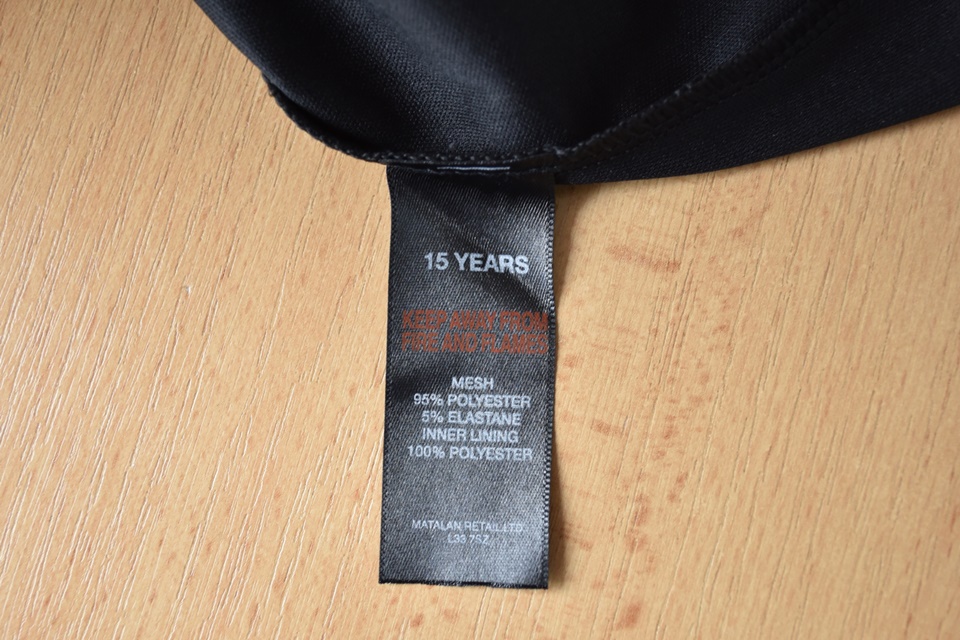 15 YEARS
KEEP AWAY FROM
FIRE AND FLAMES
MESH
95% POLYESTER
5% ELASTANE
INNER LINING
100% POLYESTER
MATALAN RETAIL LTD
L33 7SZ